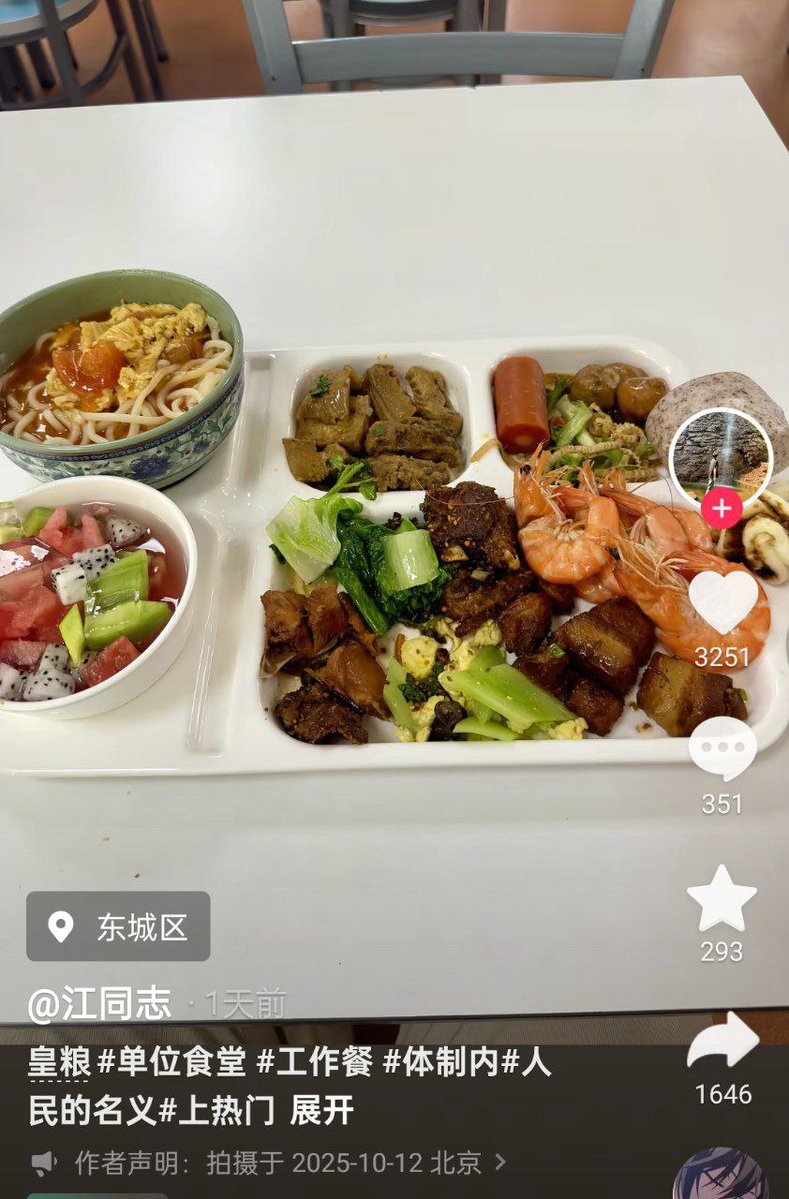 3251
351
293
1646
东城区
@江同志 · 1天前
皇粮 #单位食堂 #工作餐 #体制内#人
民的名义#上热门 展开
作者声明：拍摄于 2025-10-12 北京